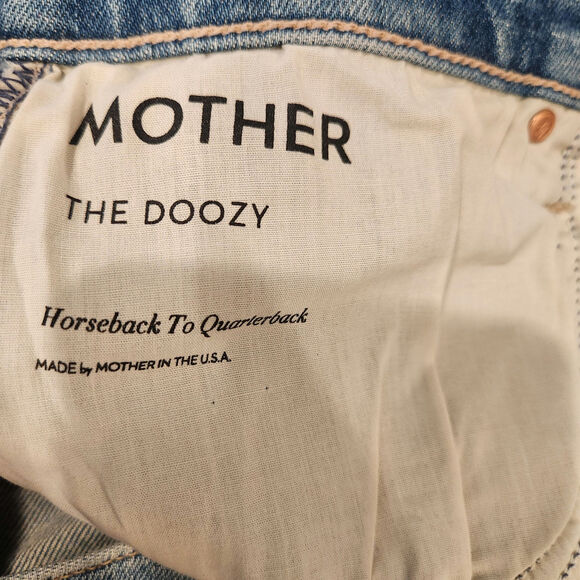 MOTHER
THE DOOZY
Horseback To Quarterback
MADE by MOTHER IN THE U.S.A.